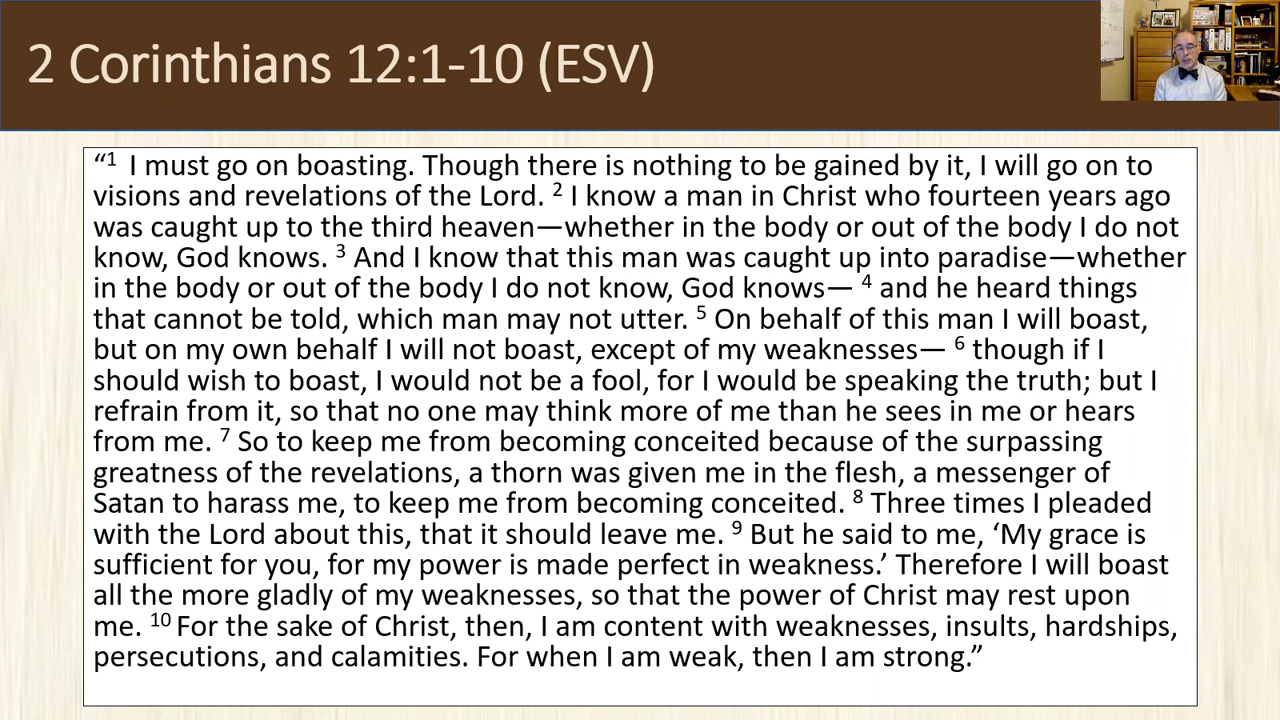 2 Corinthians 12:1-10 (ESV)
“1 I must go on boasting. Though there is nothing to be gained by it, I will go on to
visions and revelations of the Lord. 2 I know a man in Christ who fourteen years ago
was caught up to the third heaven—whether in the body or out of the body I do not
know, God knows. 3 And I know that this man was caught up into paradise—whether
in the body or out of the body I do not know, God knows— 4 and he heard things
that cannot be told, which man may not utter. 5 On behalf of this man I will boast,
but on my own behalf I will not boast, except of my weaknesses— 6 though if I
should wish to boast, I would not be a fool, for I would be speaking the truth; but I
refrain from it, so that no one may think more of me than he sees in me or hears
from me. 7 So to keep me from becoming conceited because of the surpassing
greatness of the revelations, a thorn was given me in the flesh, a messenger of
Satan to harass me, to keep me from becoming conceited. 8 Three times I pleaded
with the Lord about this, that it should leave me. 9 But he said to me, ‘My grace is
sufficient for you, for my power is made perfect in weakness.’ Therefore I will boast
all the more gladly of my weaknesses, so that the power of Christ may rest upon
me. 10 For the sake of Christ, then, I am content with weaknesses, insults, hardships,
persecutions, and calamities. For when I am weak, then I am strong.”